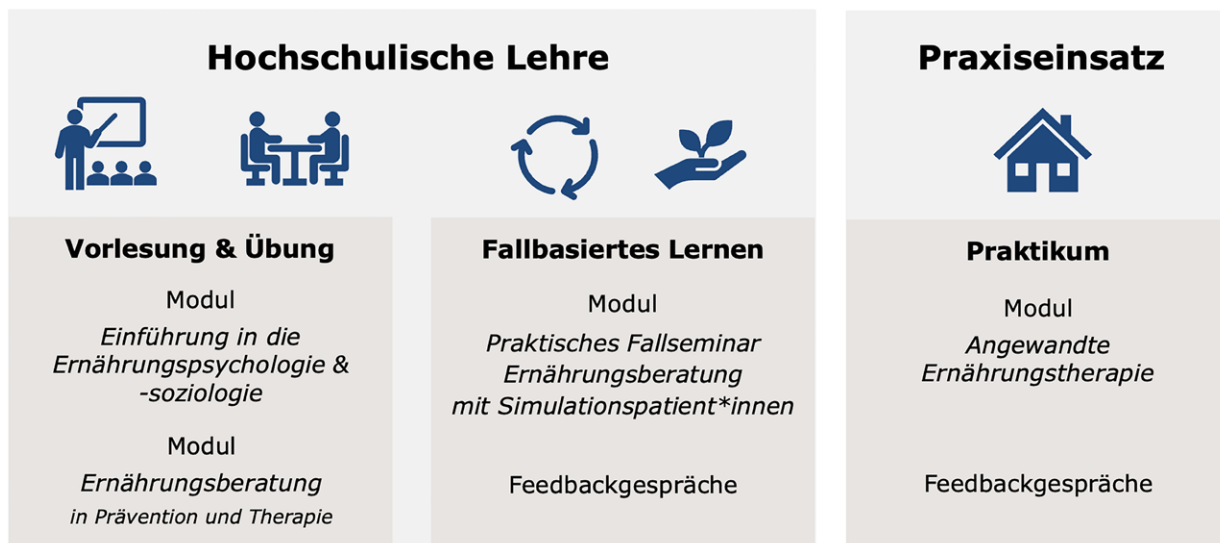 Hochschulische Lehre
Vorlesung & Übung
Modul
Einführung in die
Ernährungspsychologie &
-soziologie
Modul
Ernährungsberatung
in Prävention und Therapie
Fallbasiertes Lernen
Modul
Praktisches Fallseminar
Ernährungsberatung
mit Simulationspatient*innen
Feedbackgespräche
Praxiseinsatz
Praktikum
Modul
Angewandte
Ernährungstherapie
Feedbackgespräche